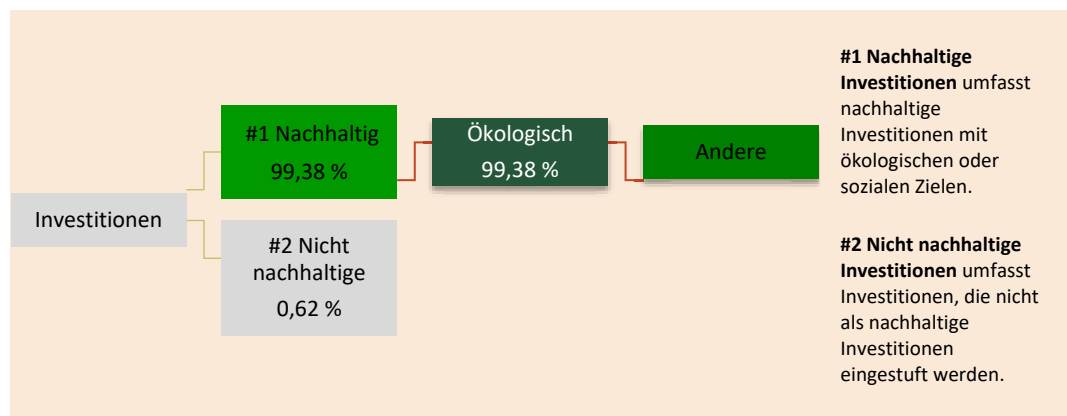 Investitionen
#1 Nachhaltig
99,38 %
#2 Nicht
nachhaltige
0,62 %
Ökologisch
99,38 %
Andere
#1 Nachhaltige
Investitionen umfasst
nachhaltige
Investitionen mit
ökologischen oder
sozialen Zielen.
#2 Nicht nachhaltige
Investitionen umfasst
Investitionen, die nicht
als nachhaltige
Investitionen
eingestuft werden.